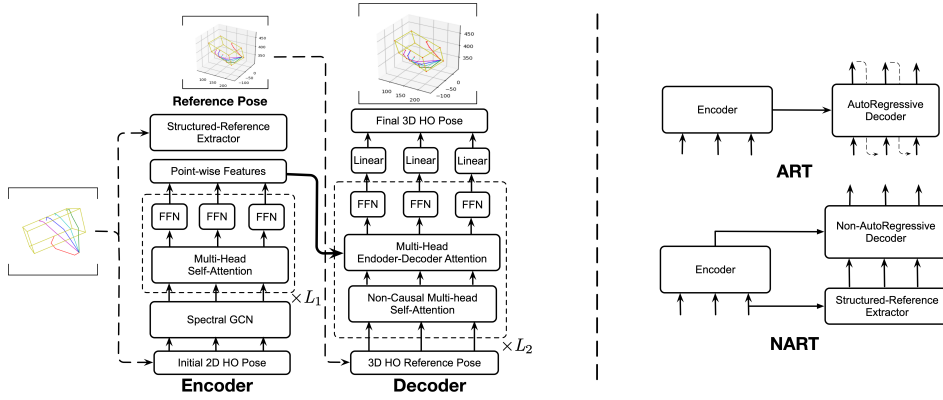 450
400
350
0
−50
−100
100
150
200
Reference Pose
Structured-Reference
Extractor
Point-wise Features
FFN FFN FFN
Multi-Head
Self-Attention
×L1
Spectral GCN
Initial 2D HO Pose
Encoder
450
400
350
0
−50
−100
100
150
200
Final 3D HO Pose
Linear Linear Linear
FFN FFN FFN
Multi-Head
Endoder-Decoder Attention
Non-Causal Multi-head
Self-Attention
×L2
3D HO Reference Pose
Decoder
Encoder
AutoRegressive
Decoder
ART
Non-AutoRegressive
Decoder
Encoder
Structured-Reference
Extractor
NART